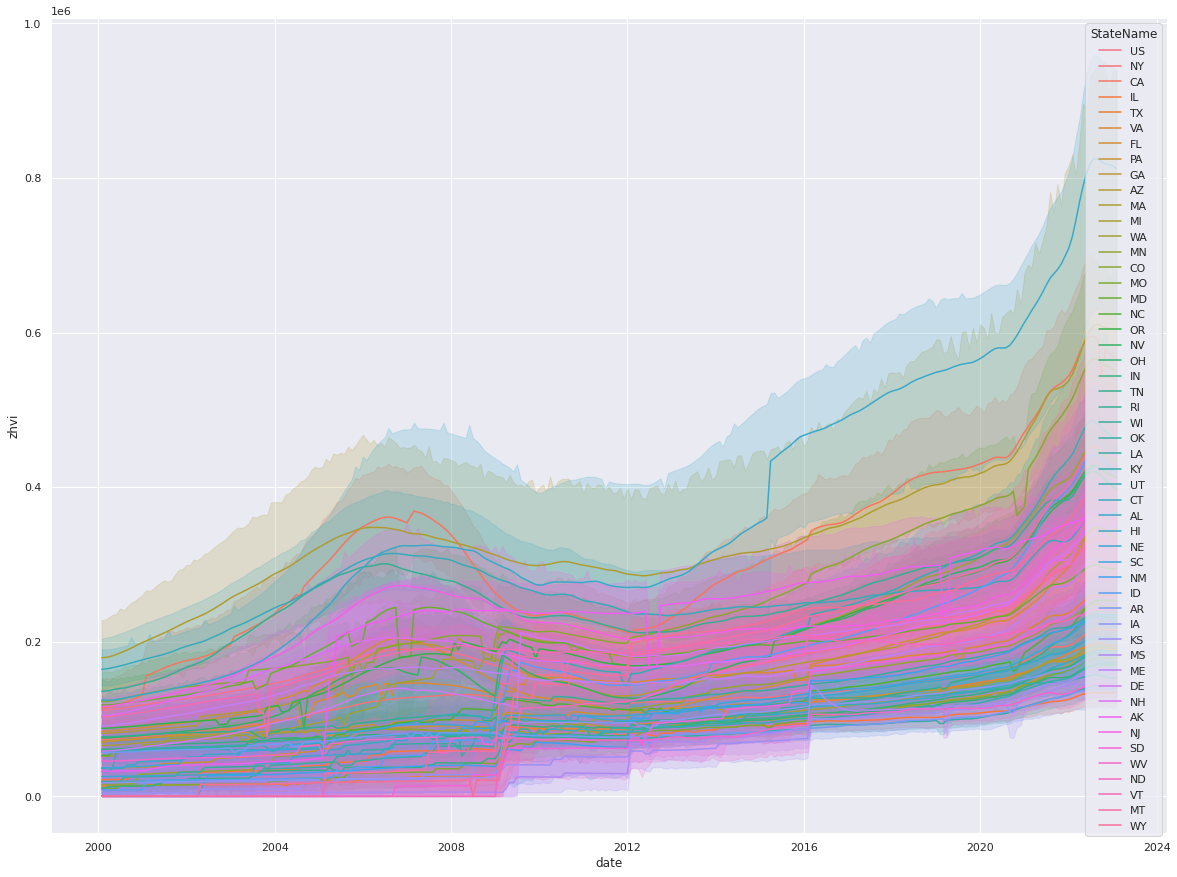 1e6
1.0
0.8
0.6
0.4
0.2
0.0
zhvi
2000
2004
2008
2012
2016
2020
2024
date
StateName
US
NY
CA
IL
TX
VA
FL
PA
GA
AZ
MA
MI
WA
MN
CO
MO
MD
NC
OR
NV
OH
IN
TN
RI
WI
OK
LA
KY
UT
CT
AL
HI
NE
SC
NM
ID
AR
IA
KS
MS
ME
DE
NH
AK
NJ
SD
WV
ND
VT
MT
WY